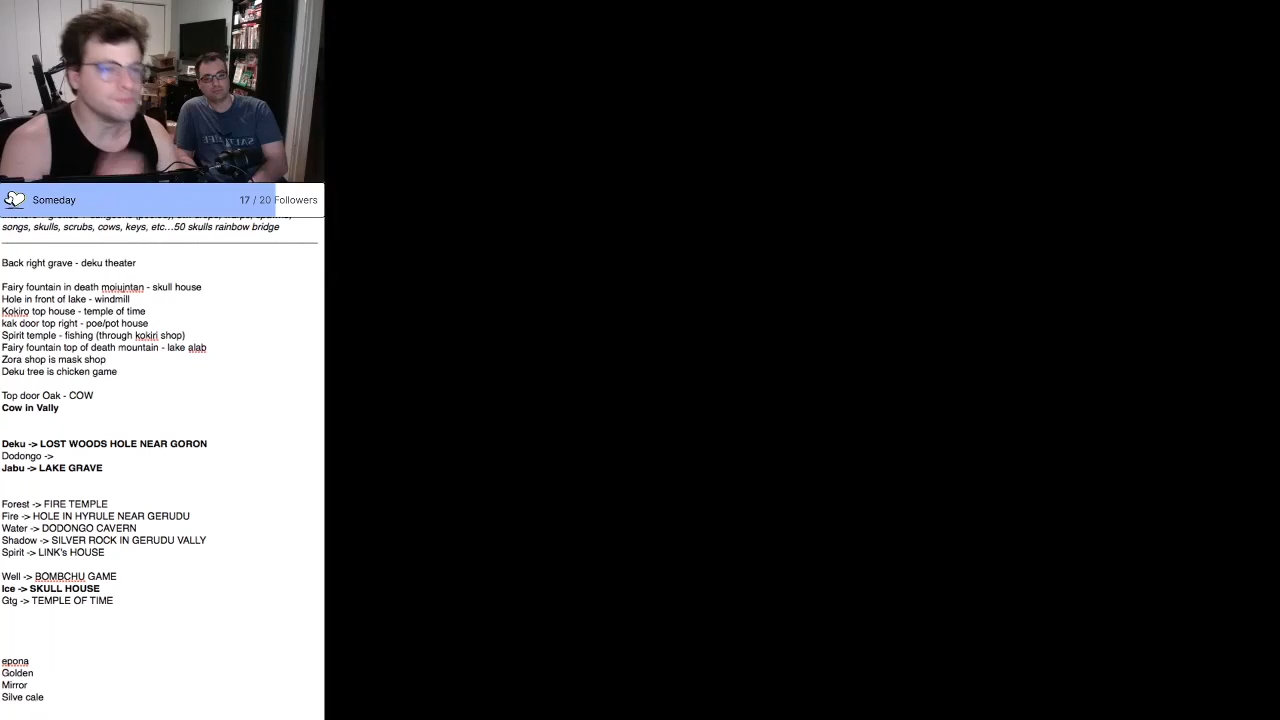 Someday
17 / 20 Followers
songs, skulls, scrubs, cows, keys, etc...50 skulls rainbow bridge
Back right grave - deku theater
Fairy fountain in death moiujntan - skull house
Hole in front of lake - windmill
Kokiro top house - temple of time
kak door top right - poe/pot house
Spirit temple - fishing (through kokiri shop)
Fairy fountain top of death mountain - lake alab
Zora shop is mask shop
Deku tree is chicken game
Top door Oak - COW
Cow in Vally
Deku -> LOST WOODS HOLE NEAR GORON
Dodongo ->
Jabu -> LAKE GRAVE
Forest -> FIRE TEMPLE
Fire -> HOLE IN HYRULE NEAR GERUDU
Water -> DODONGO CAVERN
Shadow -> SILVER ROCK IN GERUDU VALLY
Spirit -> LINK's HOUSE
Well -> BOMBCHU GAME
Ice -> SKULL HOUSE
Gtg -> TEMPLE OF TIME
epona
Golden
Mirror
Silve cale